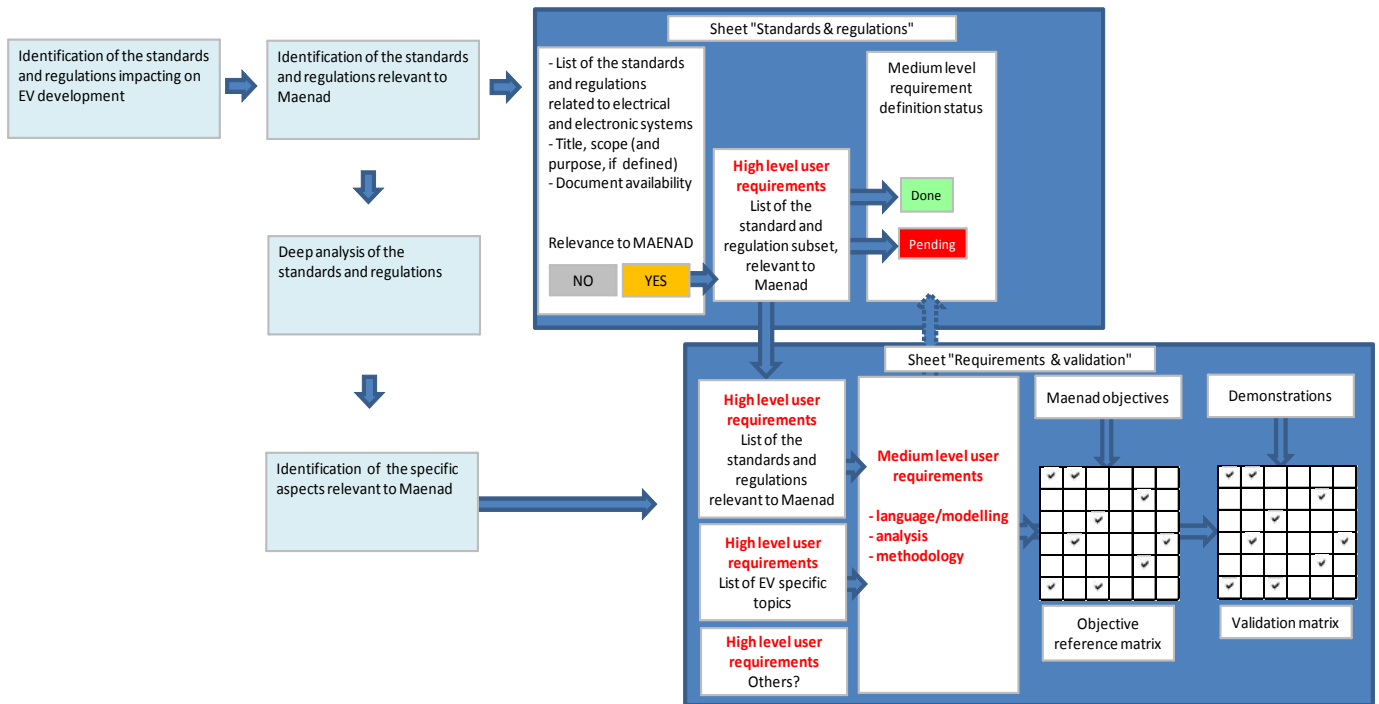 Identification of the standards
and regulations impacting on
EV development
Identification of the standards
and regulations relevant to
Maenad
Deep analysis of the
standards and regulations
Identification of the specific
aspects relevant to Maenad
Sheet "Standards & regulations"
- List of the standards
and regulations
related to electrical
and electronic systems
- Title, scope (and
purpose, if defined)
- Document availability
Relevance to MAENAD
NO
YES
High level user
requirements
List of the
standard and
regulation subset,
relevant to
Maenad
Medium level
requirement
definition status
Done
Pending
Sheet "Requirements & validation"
High level user
requirements
List of the
standards and
regulations
relevant to Maenad
High level user
requirements
List of EV specific
topics
High level user
requirements
Others?
Medium level user
requirements
- language/modelling
- analysis
- methodology
Maenad objectives
Objective
reference matrix
Demonstrations
Validation matrix